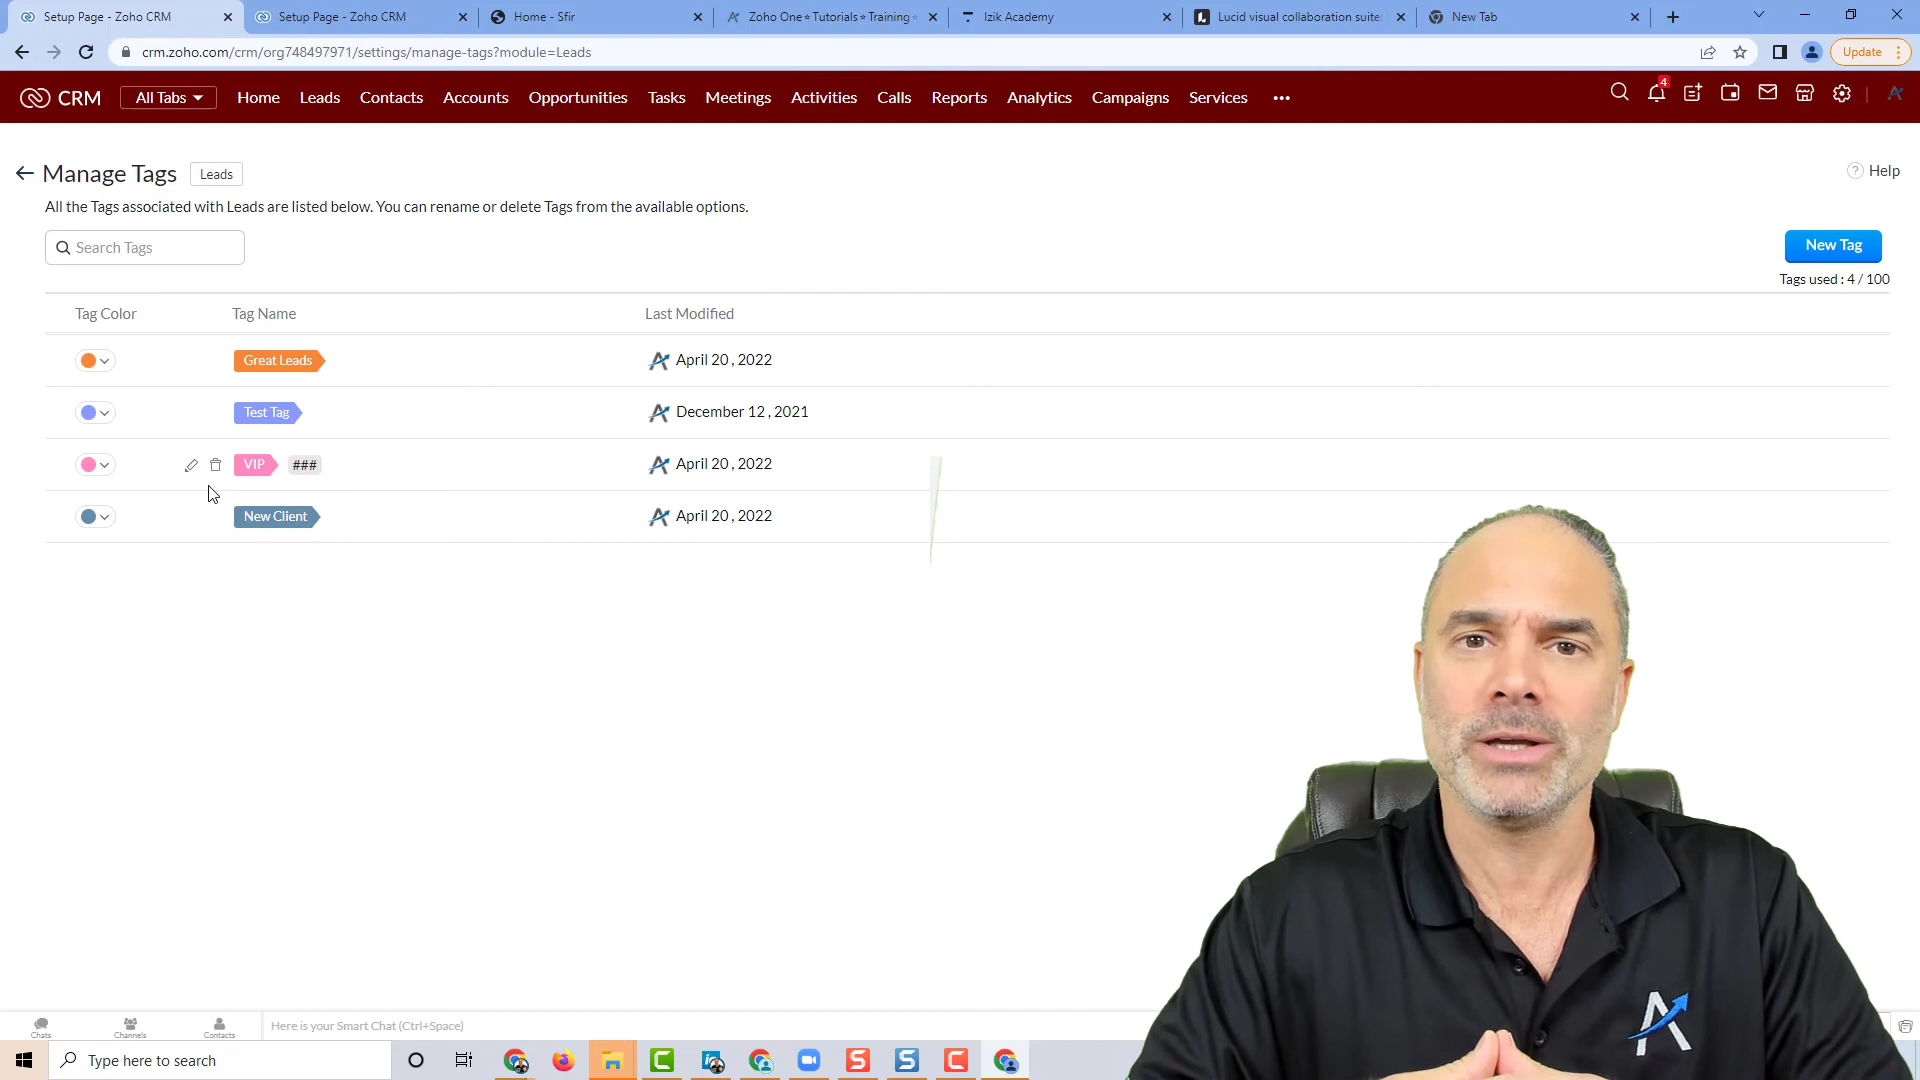 Setup Page - Zoho CRM
Setup Page - Zoho CRM
Home - Sfir
Zoho One ★ Tutorials ★ Training
Izik Academy
Lucid visual collaboration suite:
New Tab
crm.zoho.com/crm/org748497971/settings/manage-tags?module=Leads
Update
CRM
All Tabs
Home
Leads
Contacts
Accounts
Opportunities
Tasks
Meetings
Activities
Calls
Reports
Analytics
Campaigns
Services
4
Manage Tags
Leads
? Help
All the Tags associated with Leads are listed below. You can rename or delete Tags from the available options.
Search Tags
New Tag
Tags used : 4 / 100
Tag Color
Tag Name
Last Modified
Great Leads
April 20 , 2022
Test Tag
December 12 , 2021
VIP
###
April 20 , 2022
New Client
April 20 , 2022
Chats
Channels
Contacts
Here is your Smart Chat (Ctrl+Space)
Type here to search